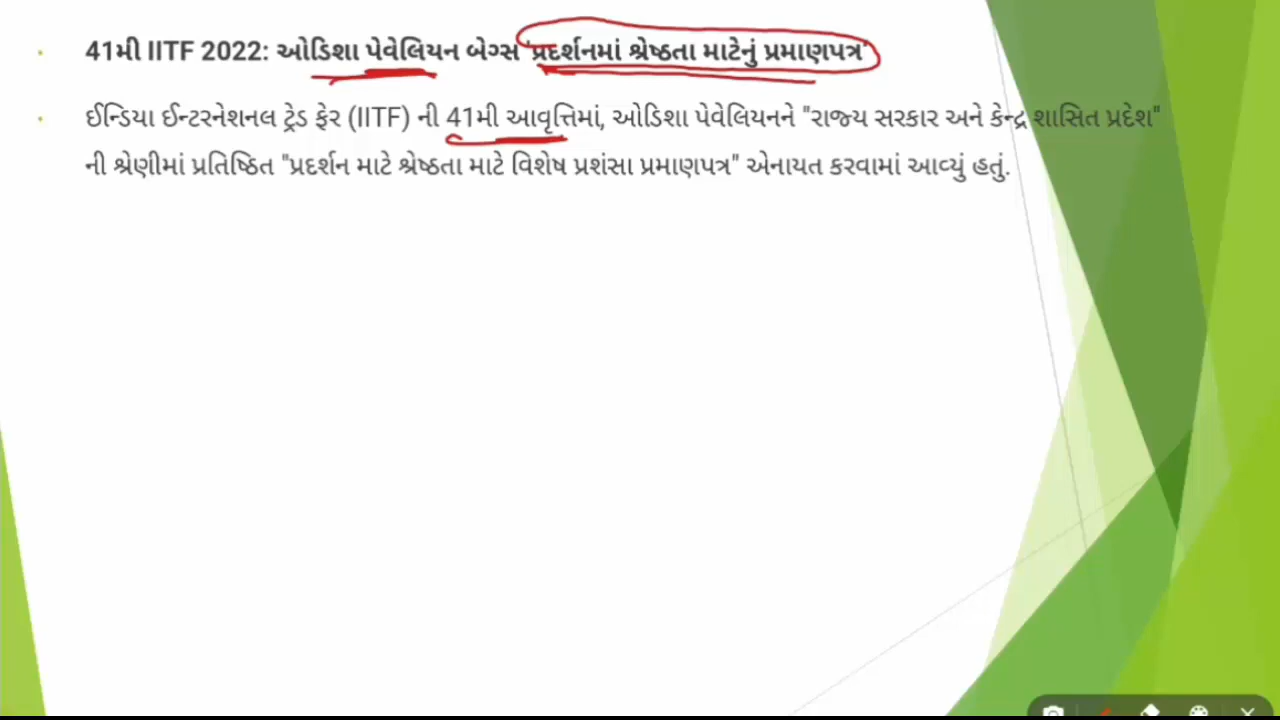 41મી IITF 2022: ઓડિશા પેવેલિયન બેગ્સ 'પ્રદર્શનમાં શ્રેષ્ઠતા માટેનું પ્રમાણપત્ર'
ઈન્ડિયા ઈન્ટરનેશનલ ટ્રેડ ફેર (IITF) ની 41મી આવૃત્તિમાં, ઓડિશા પેવેલિયનને "રાજ્ય સરકાર અને કેન્દ્ર શાસિત પ્રદેશ"
ની શ્રેણીમાં પ્રતિષ્ઠિત "પ્રદર્શન માટે શ્રેષ્ઠતા માટે વિશેષ પ્રશંસા પ્રમાણપત્ર" એનાયત કરવામાં આવ્યું હતું.